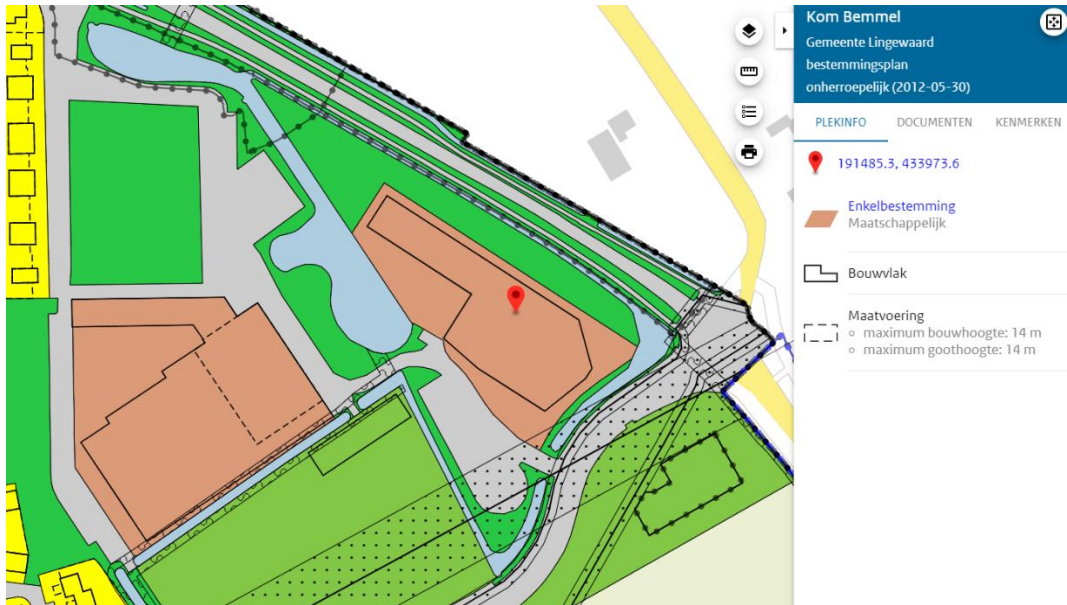 Kom Bemmel
Gemeente Lingewaard
bestemmingsplan
onherroepelijk (2012-05-30)
PLEKINFO DOCUMENTEN KENMERKEN
191485.3, 433973.6
Enkelbestemming
Maatschappelijk
Bouwvlak
Maatvoering
maximum bouwhoogte: 14 m
maximum goothoogte: 14 m